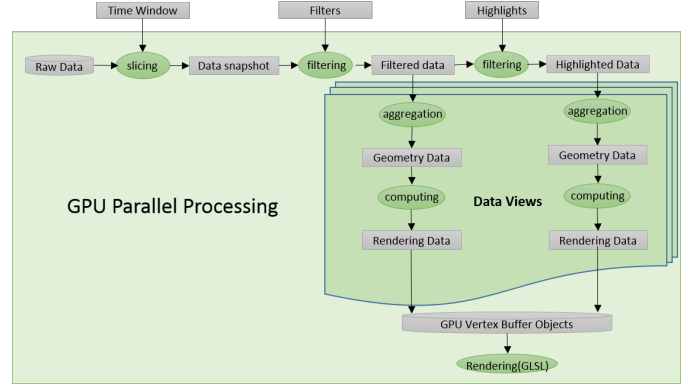 Time Window
Filters
Highlights
Raw Data
slicing
Data snapshot
filtering
Filtered data
filtering
Highlighted Data
aggregation
aggregation
Geometry Data
Geometry Data
computing
Data Views
computing
GPU Parallel Processing
Rendering Data
Rendering Data
GPU Vertex Buffer Objects
Rendering(GLSL)